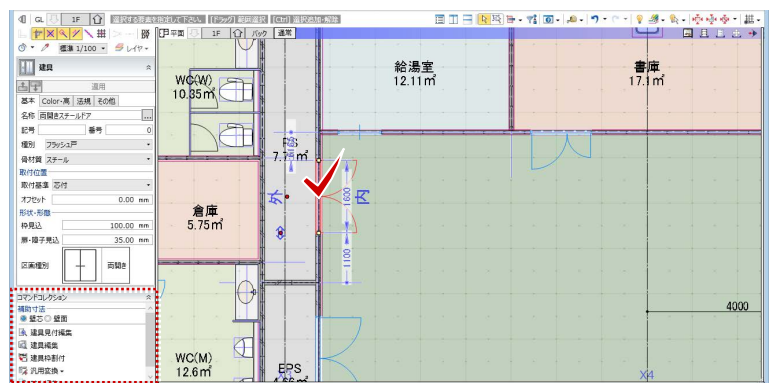 GL 1F 選択する要素を指定して下さい。 [ドラッグ] 範囲選択 [Ctrl] 選択追加・解除
標準 1/100 レイヤー
平面 1F バック 通常
建具
適用
基本 Color・高 法規 その他
名称 両開きスチールドア ...
記号 番号 0
種別 フラッシュ戸
骨材質 スチール
取付位置
取付基準 芯付
オフセット 0.00 mm
形状・形態
枠見込 100.00 mm
扉・障子見込 35.00 mm
区画種別 両開き
コマンドコレクション
補助寸法
壁芯 壁面
建具見付編集
建具編集
建具枠割付
汎用変換
WC(W)
10.35㎡
給湯室
12.11㎡
書庫
17.1㎡
倉庫
5.75㎡
外 内
1600
1100
4000
WC(M)
12.6㎡
EPS
4.66㎡
X4